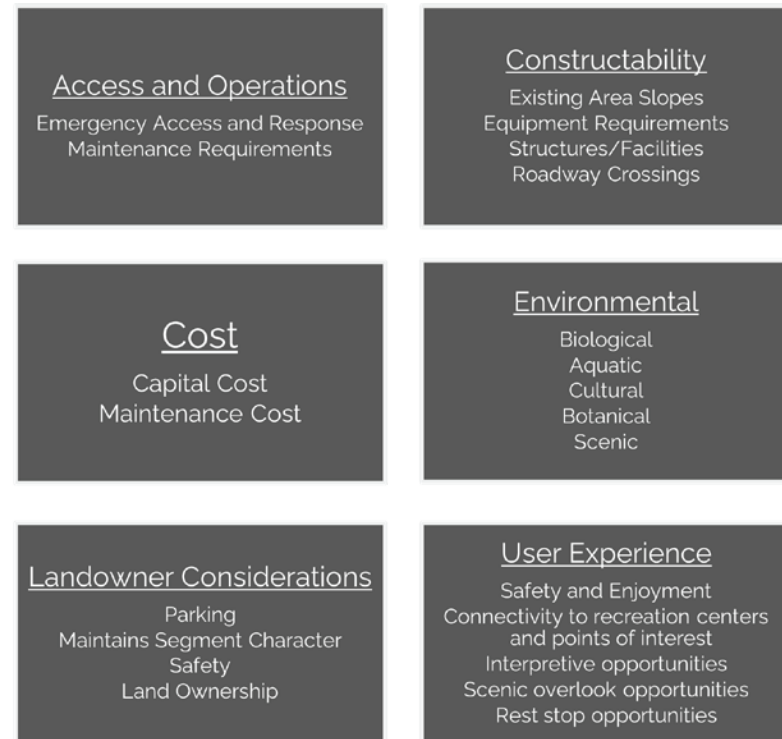 Access and Operations
Emergency Access and Response
Maintenance Requirements
Constructability
Existing Area Slopes
Equipment Requirements
Structures/Facilities
Roadway Crossings
Cost
Capital Cost
Maintenance Cost
Environmental
Biological
Aquatic
Cultural
Botanical
Scenic
Landowner Considerations
Parking
Maintains Segment Character
Safety
Land Ownership
User Experience
Safety and Enjoyment
Connectivity to recreation centers
and points of interest
Interpretive opportunities
Scenic overlook opportunities
Rest stop opportunities